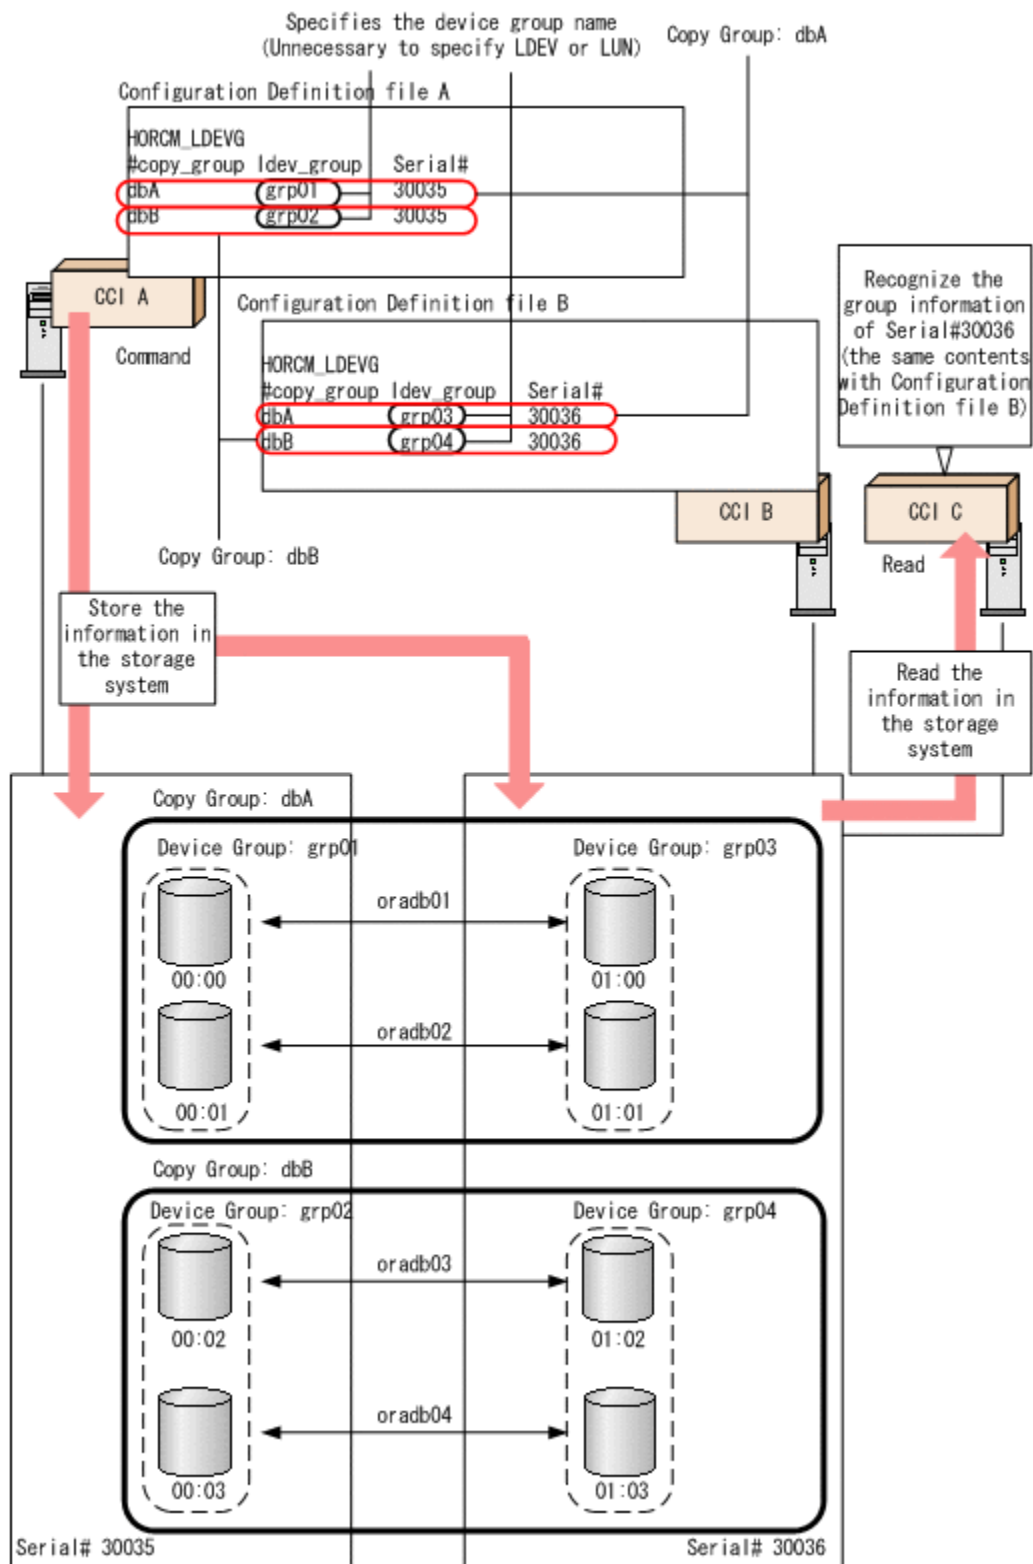 Specifies the device group name
(Unnecessary to specify LDEV or LUN)
Copy Group: dbA
Configuration Definition file A
HORCM_LDEVG
#copy_group ldev_group Serial#
dbA grp01 30035
dbB grp02 30035
CCI A
Command
Configuration Definition file B
HORCM_LDEVG
#copy_group ldev_group Serial#
dbA grp03 30036
dbB grp04 30036
Recognize the
group information
of Serial#30036
(the same contents
with Configuration
Definition file B)
CCI B
CCI C
Copy Group: dbB
Read
Store the
information in
the storage
system
Read the
information in
the storage
system
Copy Group: dbA
Device Group: grp01
Device Group: grp03
oradb01
00:00
01:00
oradb02
00:01
01:01
Copy Group: dbB
Device Group: grp02
Device Group: grp04
oradb03
00:02
01:02
oradb04
00:03
01:03
Serial# 30035
Serial# 30036